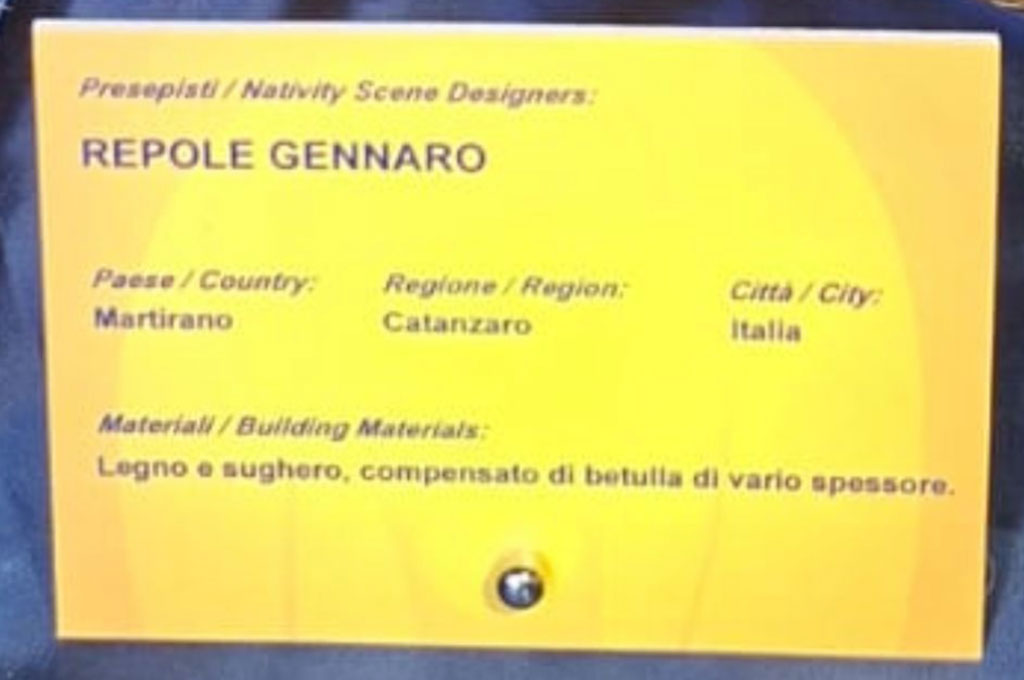 Presepisti / Nativity Scene Designers:
REPOLE GENNARO
Paese / Country: Regione / Region: Città / City:
Martirano Catanzaro Italia
Materiali / Building Materials:
Legno e sughero, compensato di betulla di vario spessore.